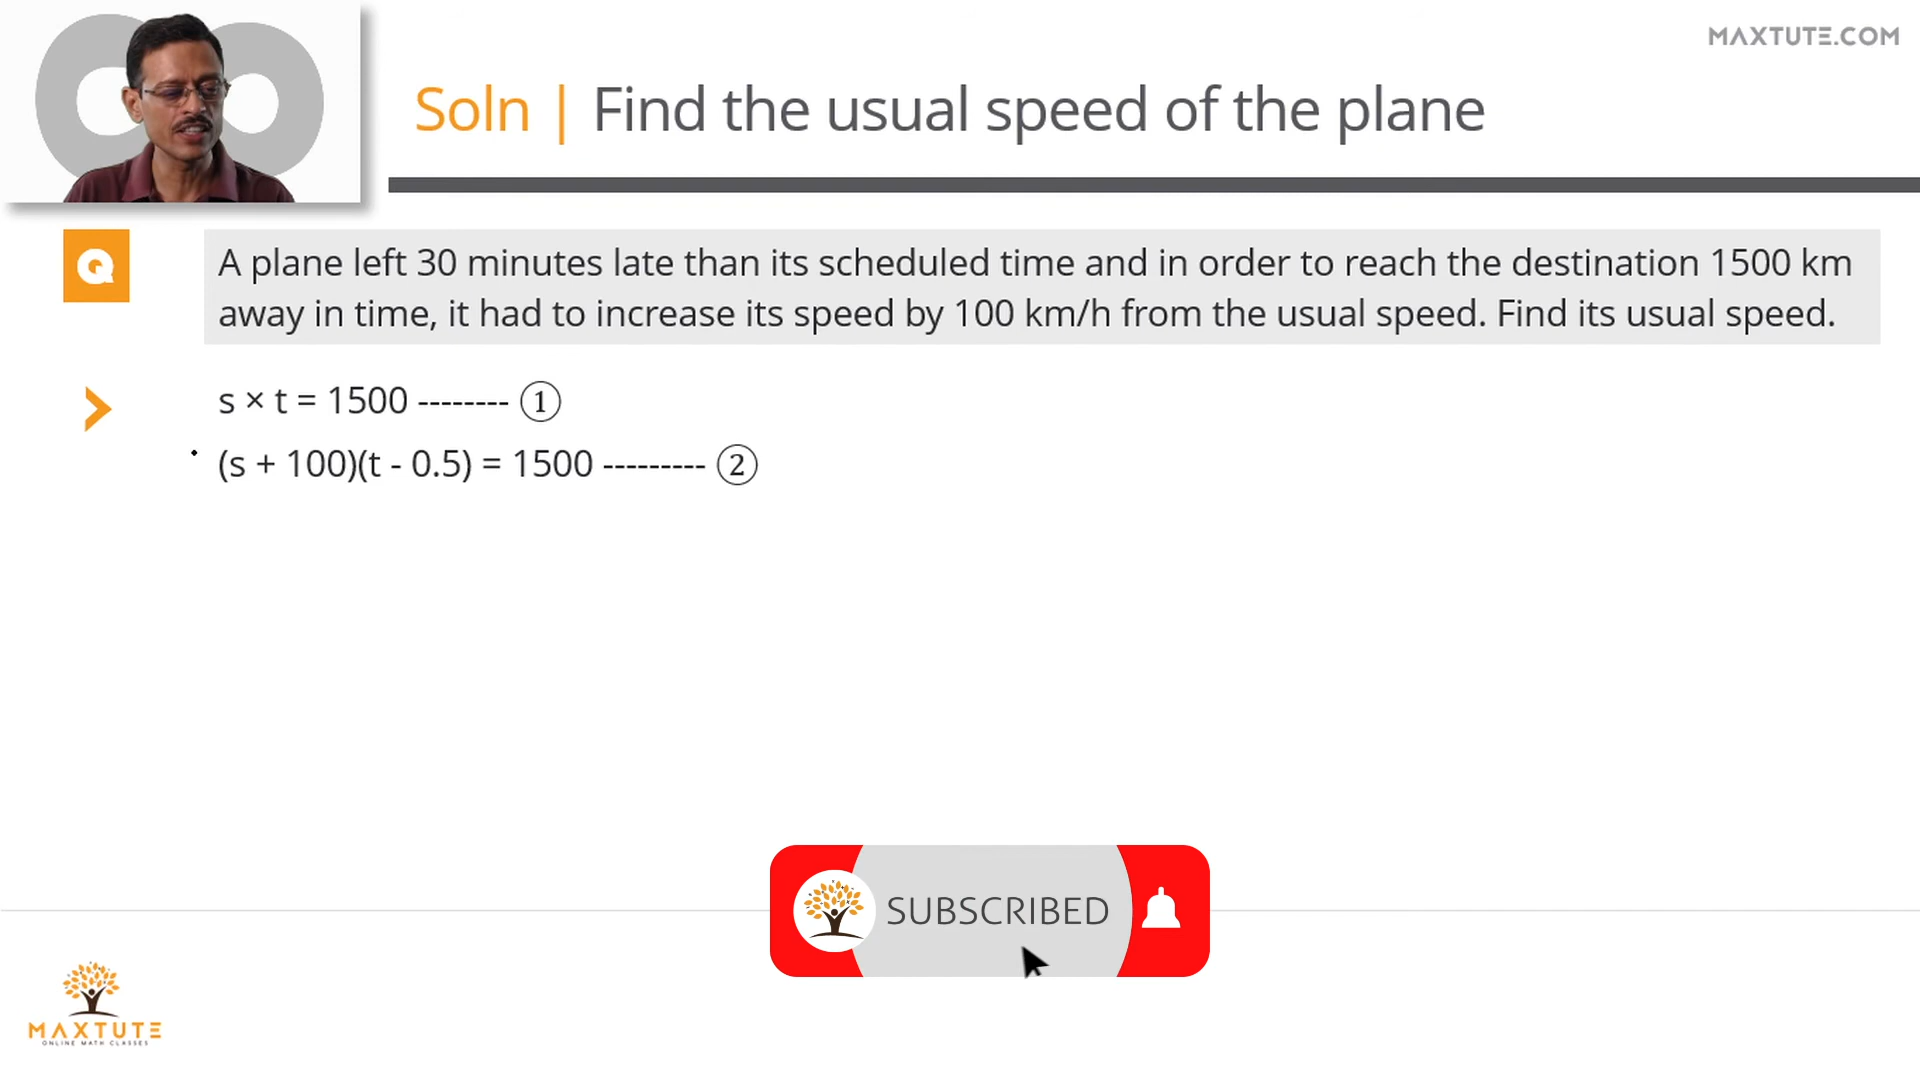 MAXTUTE.COM
Soln | Find the usual speed of the plane
Q
A plane left 30 minutes late than its scheduled time and in order to reach the destination 1500 km
away in time, it had to increase its speed by 100 km/h from the usual speed. Find its usual speed.
s × t = 1500 -------- ①
(s + 100)(t - 0.5) = 1500 --------- ②
SUBSCRIBED
MAXTUTE
ONLINE MATH CLASSES